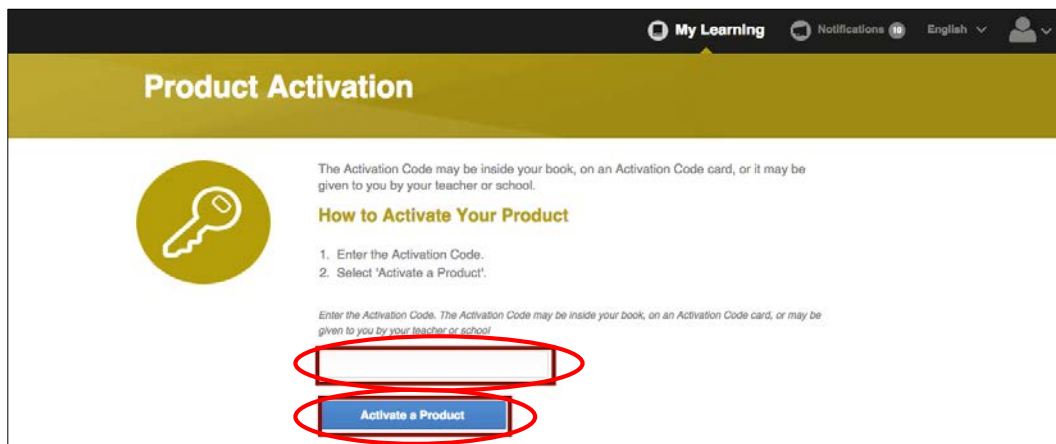 My Learning Notifications 10 English
Product Activation
The Activation Code may be inside your book, on an Activation Code card, or it may be
given to you by your teacher or school.
How to Activate Your Product
1. Enter the Activation Code.
2. Select 'Activate a Product'.
Enter the Activation Code. The Activation Code may be inside your book, on an Activation Code card, or may be
given to you by your teacher or school
Activate a Product